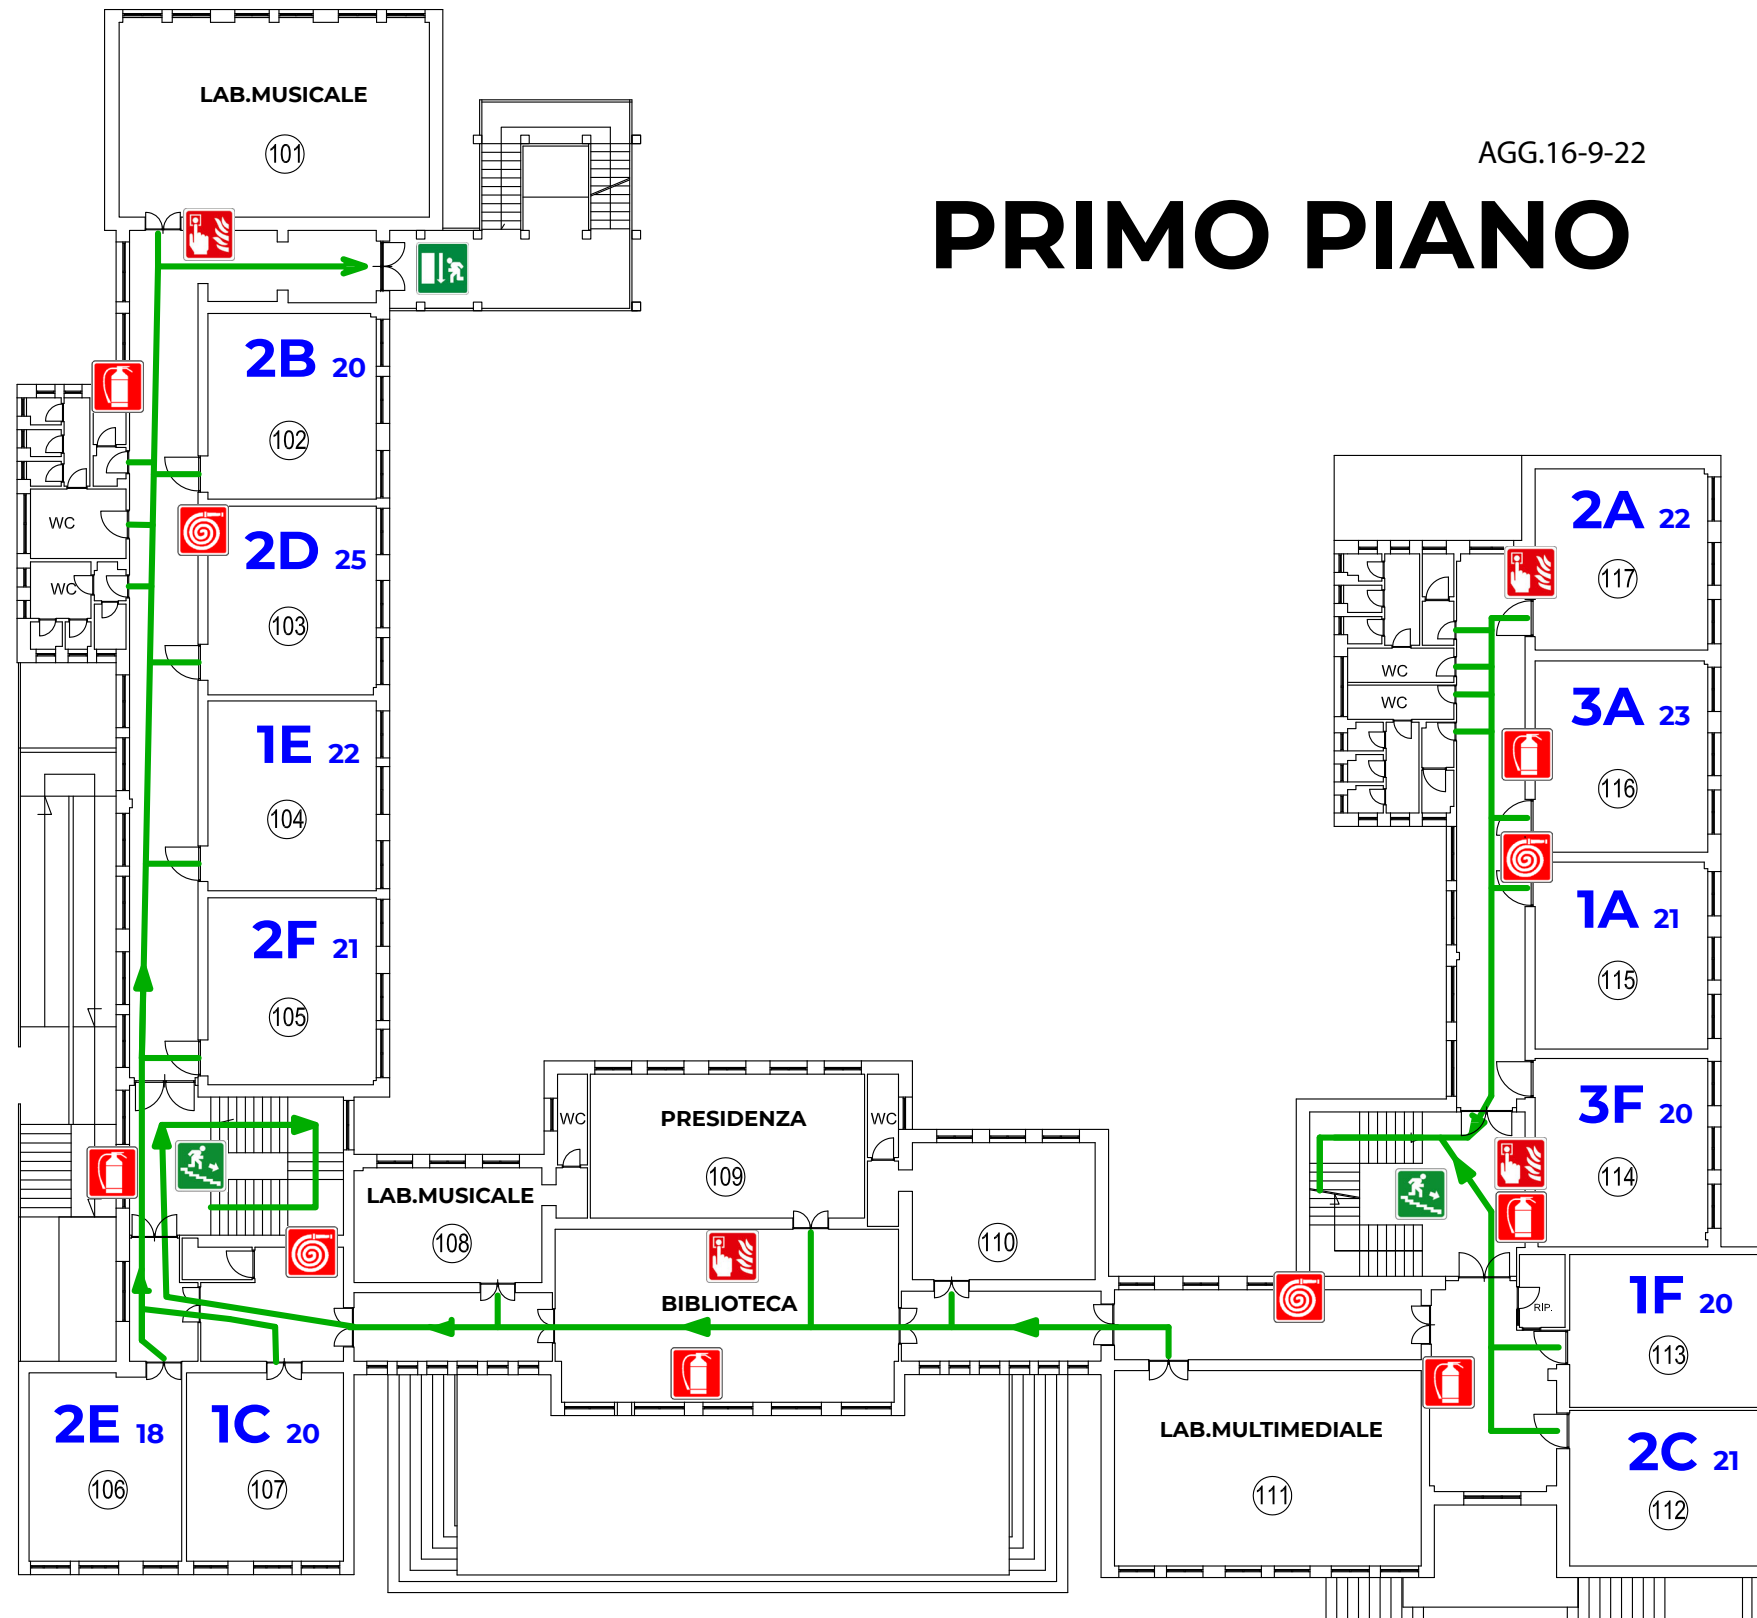 LAB.MUSICALE
101
AGG.16-9-22
PRIMO PIANO
2B 20
102
WC
2D 25
103
WC
1E 22
104
2F 21
105
2A 22
117
WC
WC
3A 23
116
1A 21
115
3F 20
114
WC
PRESIDENZA
109
WC
LAB.MUSICALE
108
110
BIBLIOTECA
RIP.
1F 20
113
2E 18
106
1C 20
107
LAB.MULTIMEDIALE
111
2C 21
112